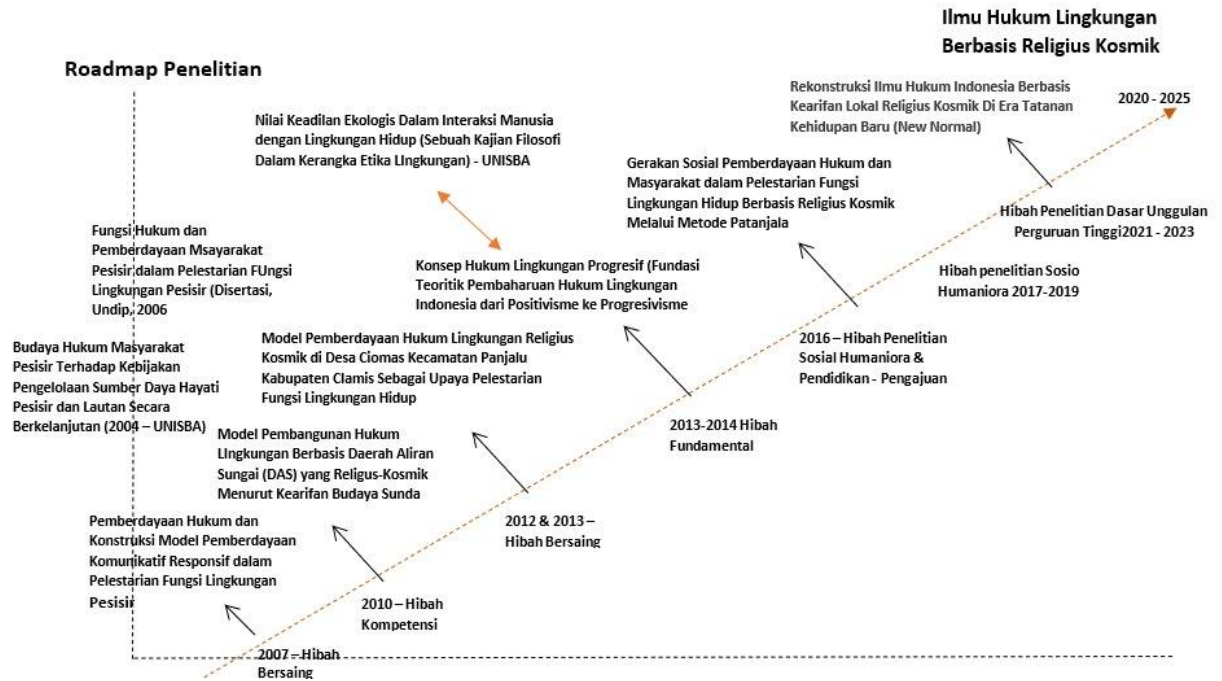 Ilmu Hukum Lingkungan
Berbasis Religius Kosmik
Roadmap Penelitian
Rekonstruksi Ilmu Hukum Indonesia Berbasis
Kearifan Lokal Religius Kosmik Di Era Tatanan
Kehidupan Baru (New Normal)
2020 - 2025
Nilai Keadilan Ekologis Dalam Interaksi Manusia
dengan Lingkungan Hidup (Sebuah Kajian Filosofi
Dalam Kerangka Etika LIngkungan) - UNISBA
Gerakan Sosial Pemberdayaan Hukum dan
Masyarakat dalam Pelestarian Fungsi
Lingkungan Hidup Berbasis Religius Kosmik
Melalui Metode Patanjala
Hibah Penelitian Dasar Unggulan
Perguruan Tinggi2021 - 2023
Fungsi Hukum dan
Pemberdayaan Msayarakat
Pesisir dalam Pelestarian FUngsi
Lingkungan Pesisir (Disertasi,
Undip, 2006
Konsep Hukum Lingkungan Progresif (Fundasi
Teoritik Pembaharuan Hukum Lingkungan
Indonesia dari Positivisme ke Progresivisme
Hibah penelitian Sosio
Humaniora 2017-2019
Budaya Hukum Masyarakat
Pesisir Terhadap Kebijakan
Pengelolaan Sumber Daya Hayati
Pesisir dan Lautan Secara
Berkelanjutan (2004 – UNISBA)
Model Pemberdayaan Hukum Lingkungan Religius
Kosmik di Desa Ciomas Kecamatan Panjalu
Kabupaten CIamis Sebagai Upaya Pelestarian
Fungsi Lingkungan Hidup
2016 – Hibah Penelitian
Sosial Humaniora &
Pendidikan - Pengajuan
Model Pembangunan Hukum
LIngkungan Berbasis Daerah Aliran
Sungai (DAS) yang Religus-Kosmik
Menurut Kearifan Budaya Sunda
2013-2014 Hibah
Fundamental
Pemberdayaan Hukum dan
Konstruksi Model Pemberdayaan
Komunikatif Responsif dalam
Pelestarian Fungsi Lingkungan
Pesisir
2012 & 2013 –
Hibah Bersaing
2010 – Hibah
Kompetensi
2007 – Hibah
Bersaing